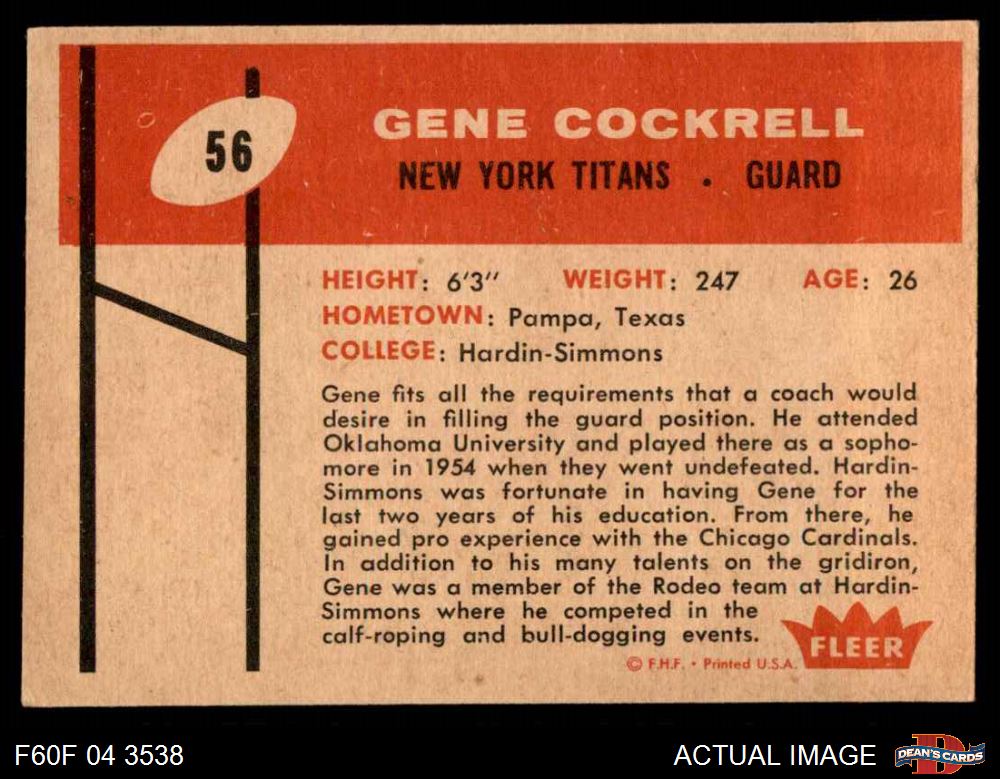 56
GENE COCKRELL
NEW YORK TITANS . GUARD
HEIGHT: 6'3" WEIGHT: 247 AGE: 26
HOMETOWN: Pampa, Texas
COLLEGE: Hardin-Simmons
Gene fits all the requirements that a coach would
desire in filling the guard position. He attended
Oklahoma University and played there as a sopho-
more in 1954 when they went undefeated. Hardin-
Simmons was fortunate in having Gene for the
last two years of his education. From there, he
gained pro experience with the Chicago Cardinals.
In addition to his many talents on the gridiron,
Gene was a member of the Rodeo team at Hardin-
Simmons where he competed in the
calf-roping and bull-dogging events.
FLEER
© F.H.F. • Printed U.S.A.
F60F 04 3538
ACTUAL IMAGE
DEAN'S CARDS